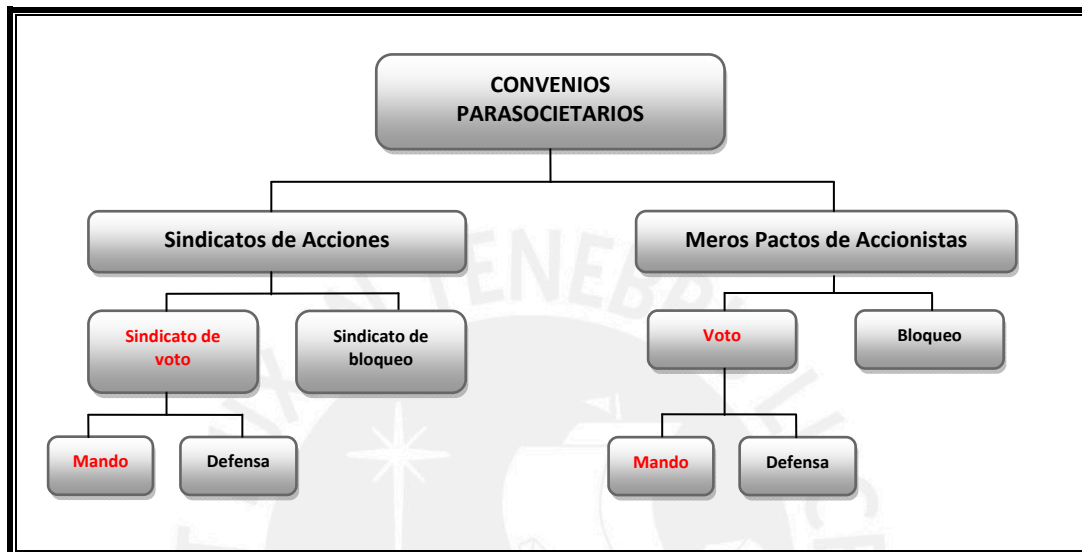 CONVENIOS
PARASOCIETARIOS
Sindicatos de Acciones
Meros Pactos de Accionistas
Sindicato de
voto
Sindicato de
bloqueo
Voto
Bloqueo
Mando
Defensa
Mando
Defensa
TENEB